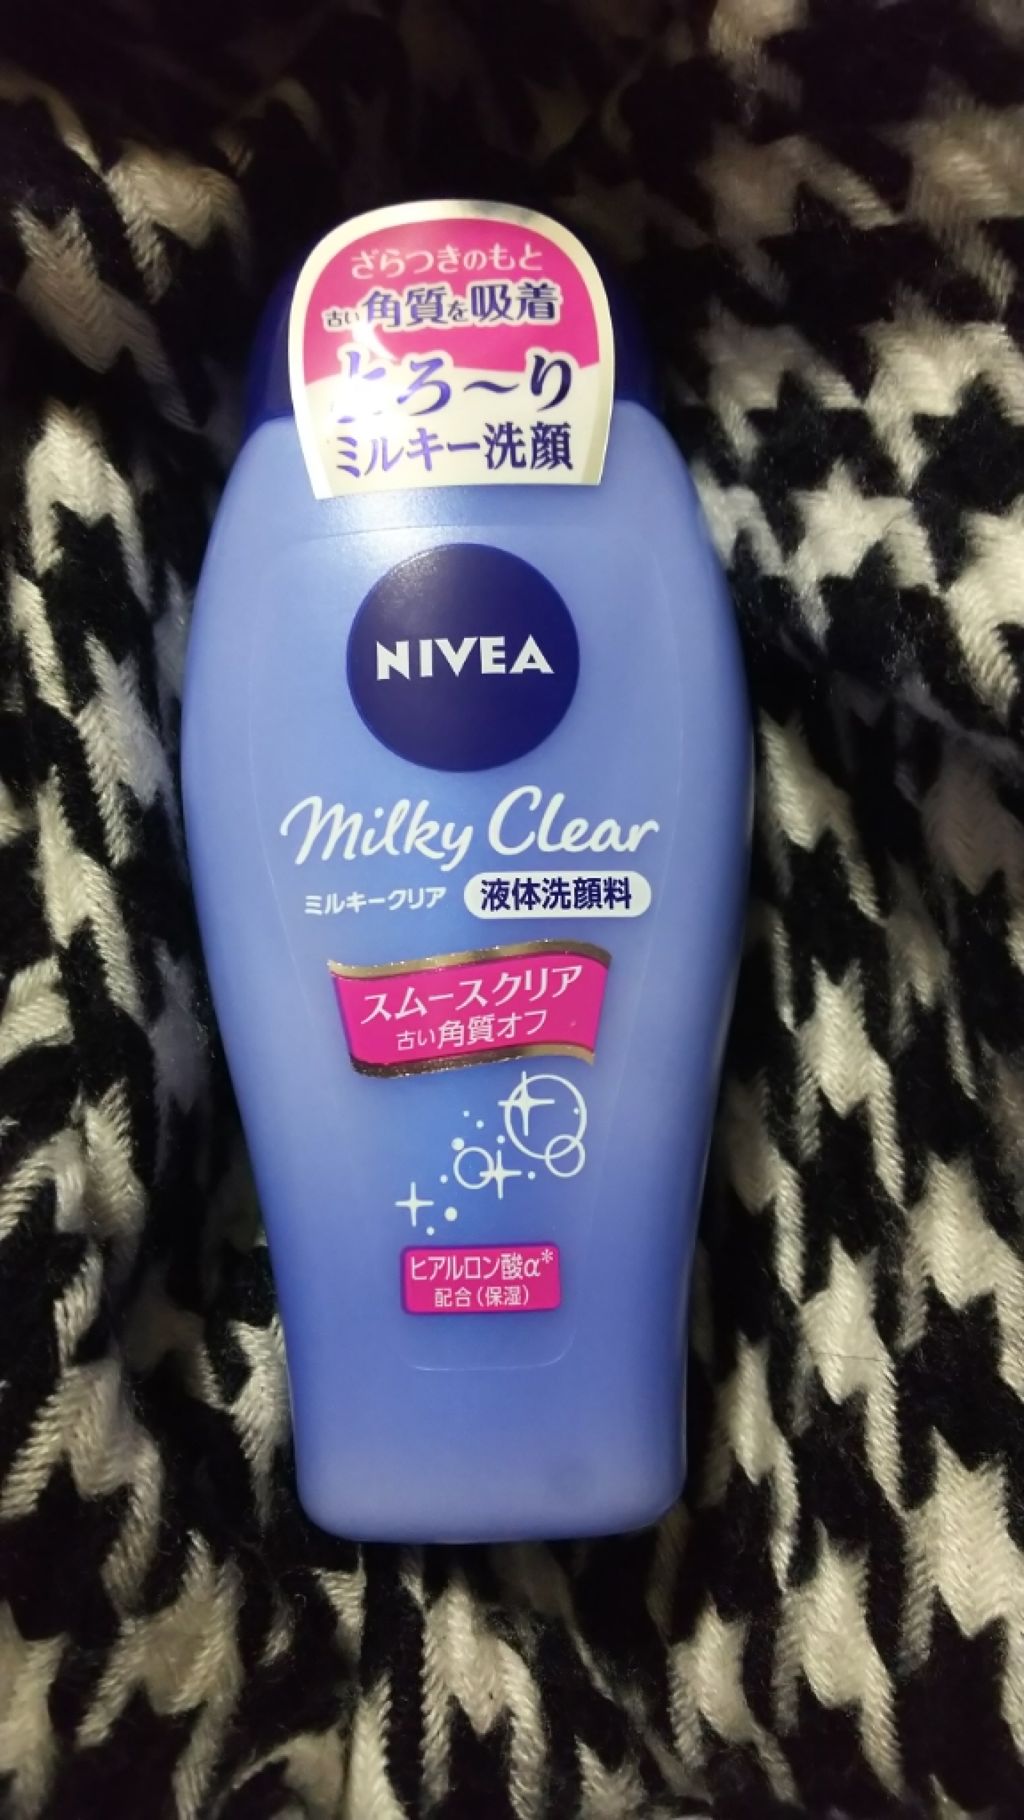 ざらつきのもと
古い角質を吸着
とろ～り
ミルキー洗顔
NIVEA
Milky Clear
ミルキークリア 液体洗顔料
スムースクリア
古い角質オフ
ヒアルロン酸α*
配合(保湿)